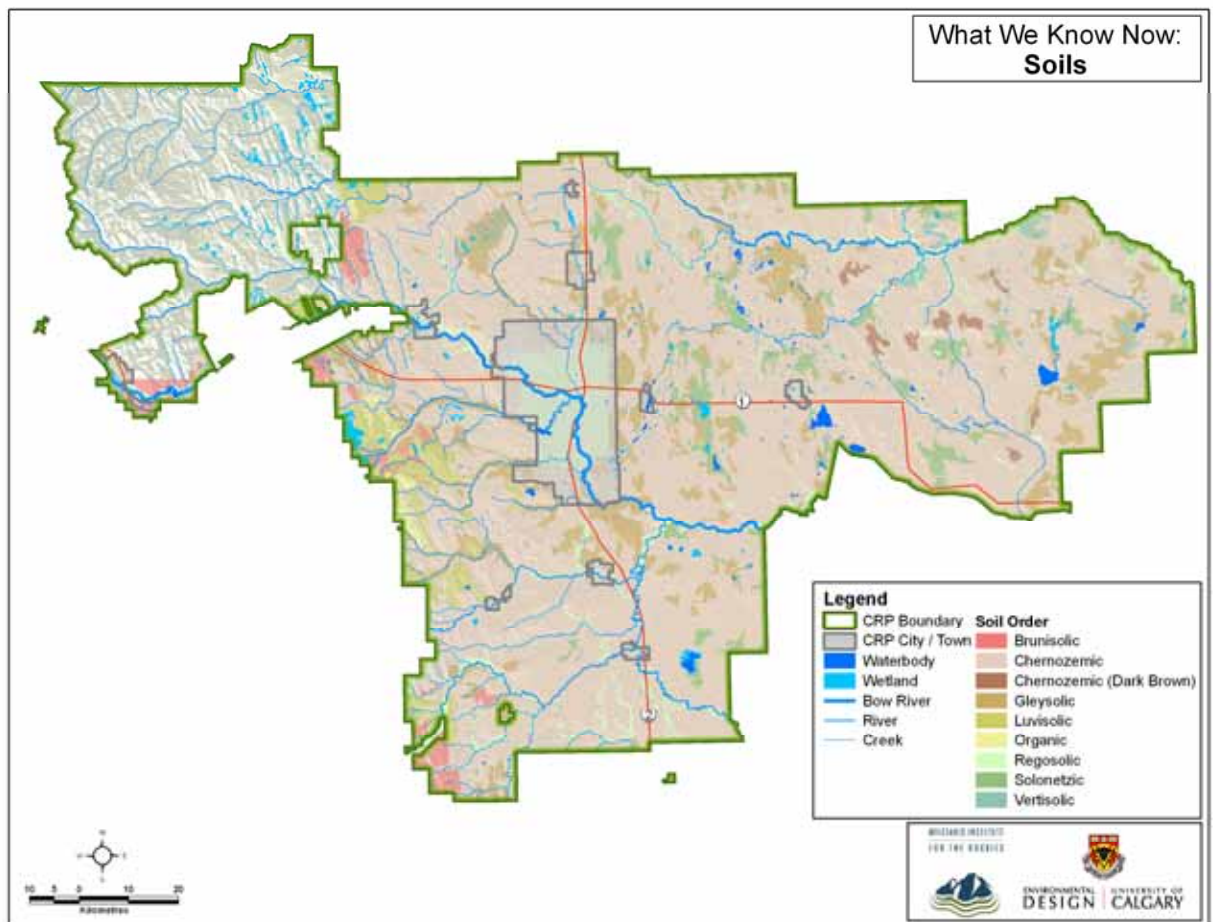 What We Know Now:
Soils
1
2
Legend
CRP Boundary
CRP City / Town
Waterbody
Wetland
Bow River
River
Creek
Soil Order
Brunisolic
Chernozemic
Chernozemic (Dark Brown)
Gleysolic
Luvisolic
Organic
Regosolic
Solonetzic
Vertisolic
N
S
10 5 0 10 20
Kilometres
MIISTAKIS INSTITUTE
FOR THE ROCKIES
ENVIRONMENTAL
DESIGN
UNIVERSITY OF
CALGARY